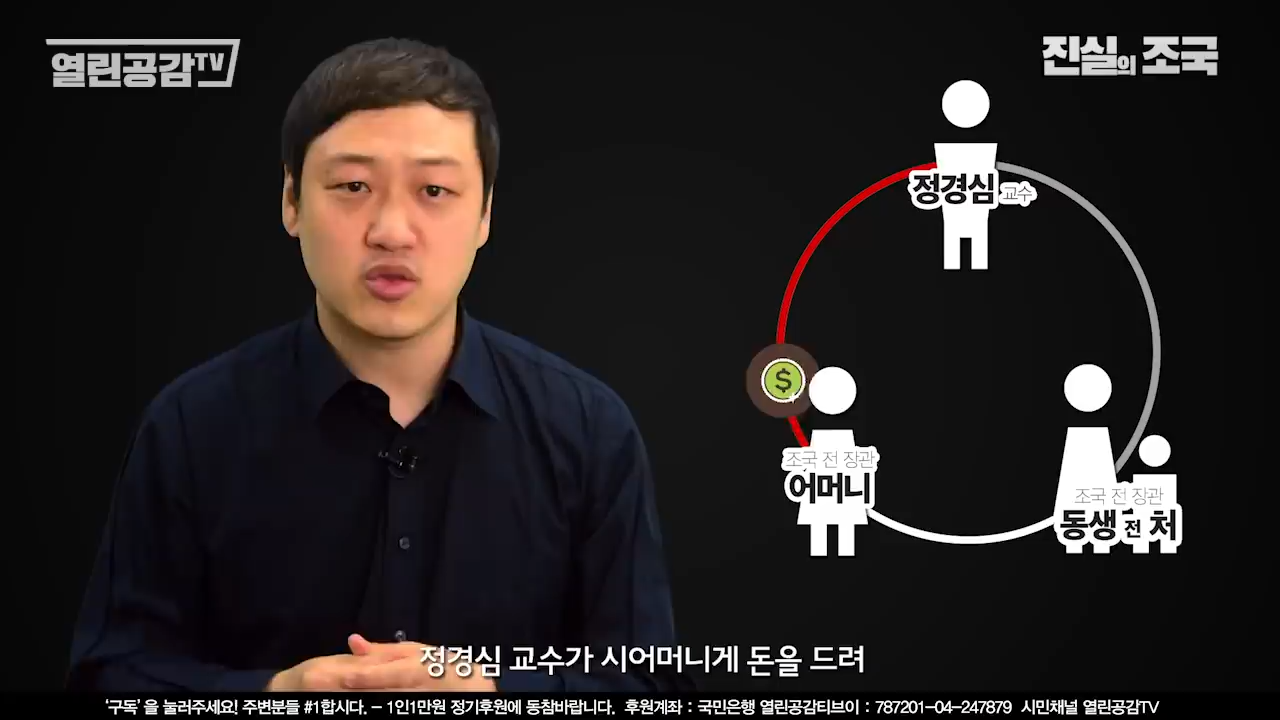 열린공감TV
진실의 조국
정경심 교수
조국 전 장관
어머니
조국 전 장관
동생 전 처
정경심 교수가 시어머니게 돈을 드려
'구독'을 눌러주세요! 주변분들 #1합시다. - 1인1만원 정기후원에 동참바랍니다. 후원계좌 : 국민은행 열린공감티브이 : 787201-04-247879 시민채널 열린공감TV